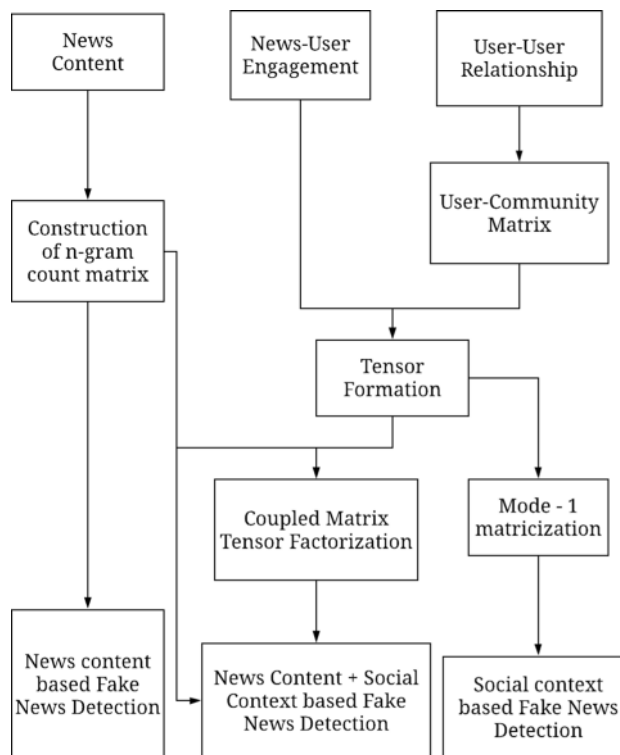 News
Content
News-User
Engagement
User-User
Relationship
User-Community
Matrix
Construction
of n-gram
count matrix
Tensor
Formation
Coupled Matrix
Tensor Factorization
Mode - 1
matricization
News content
based Fake
News Detection
News Content + Social
Context based Fake
News Detection
Social context
based Fake News
Detection